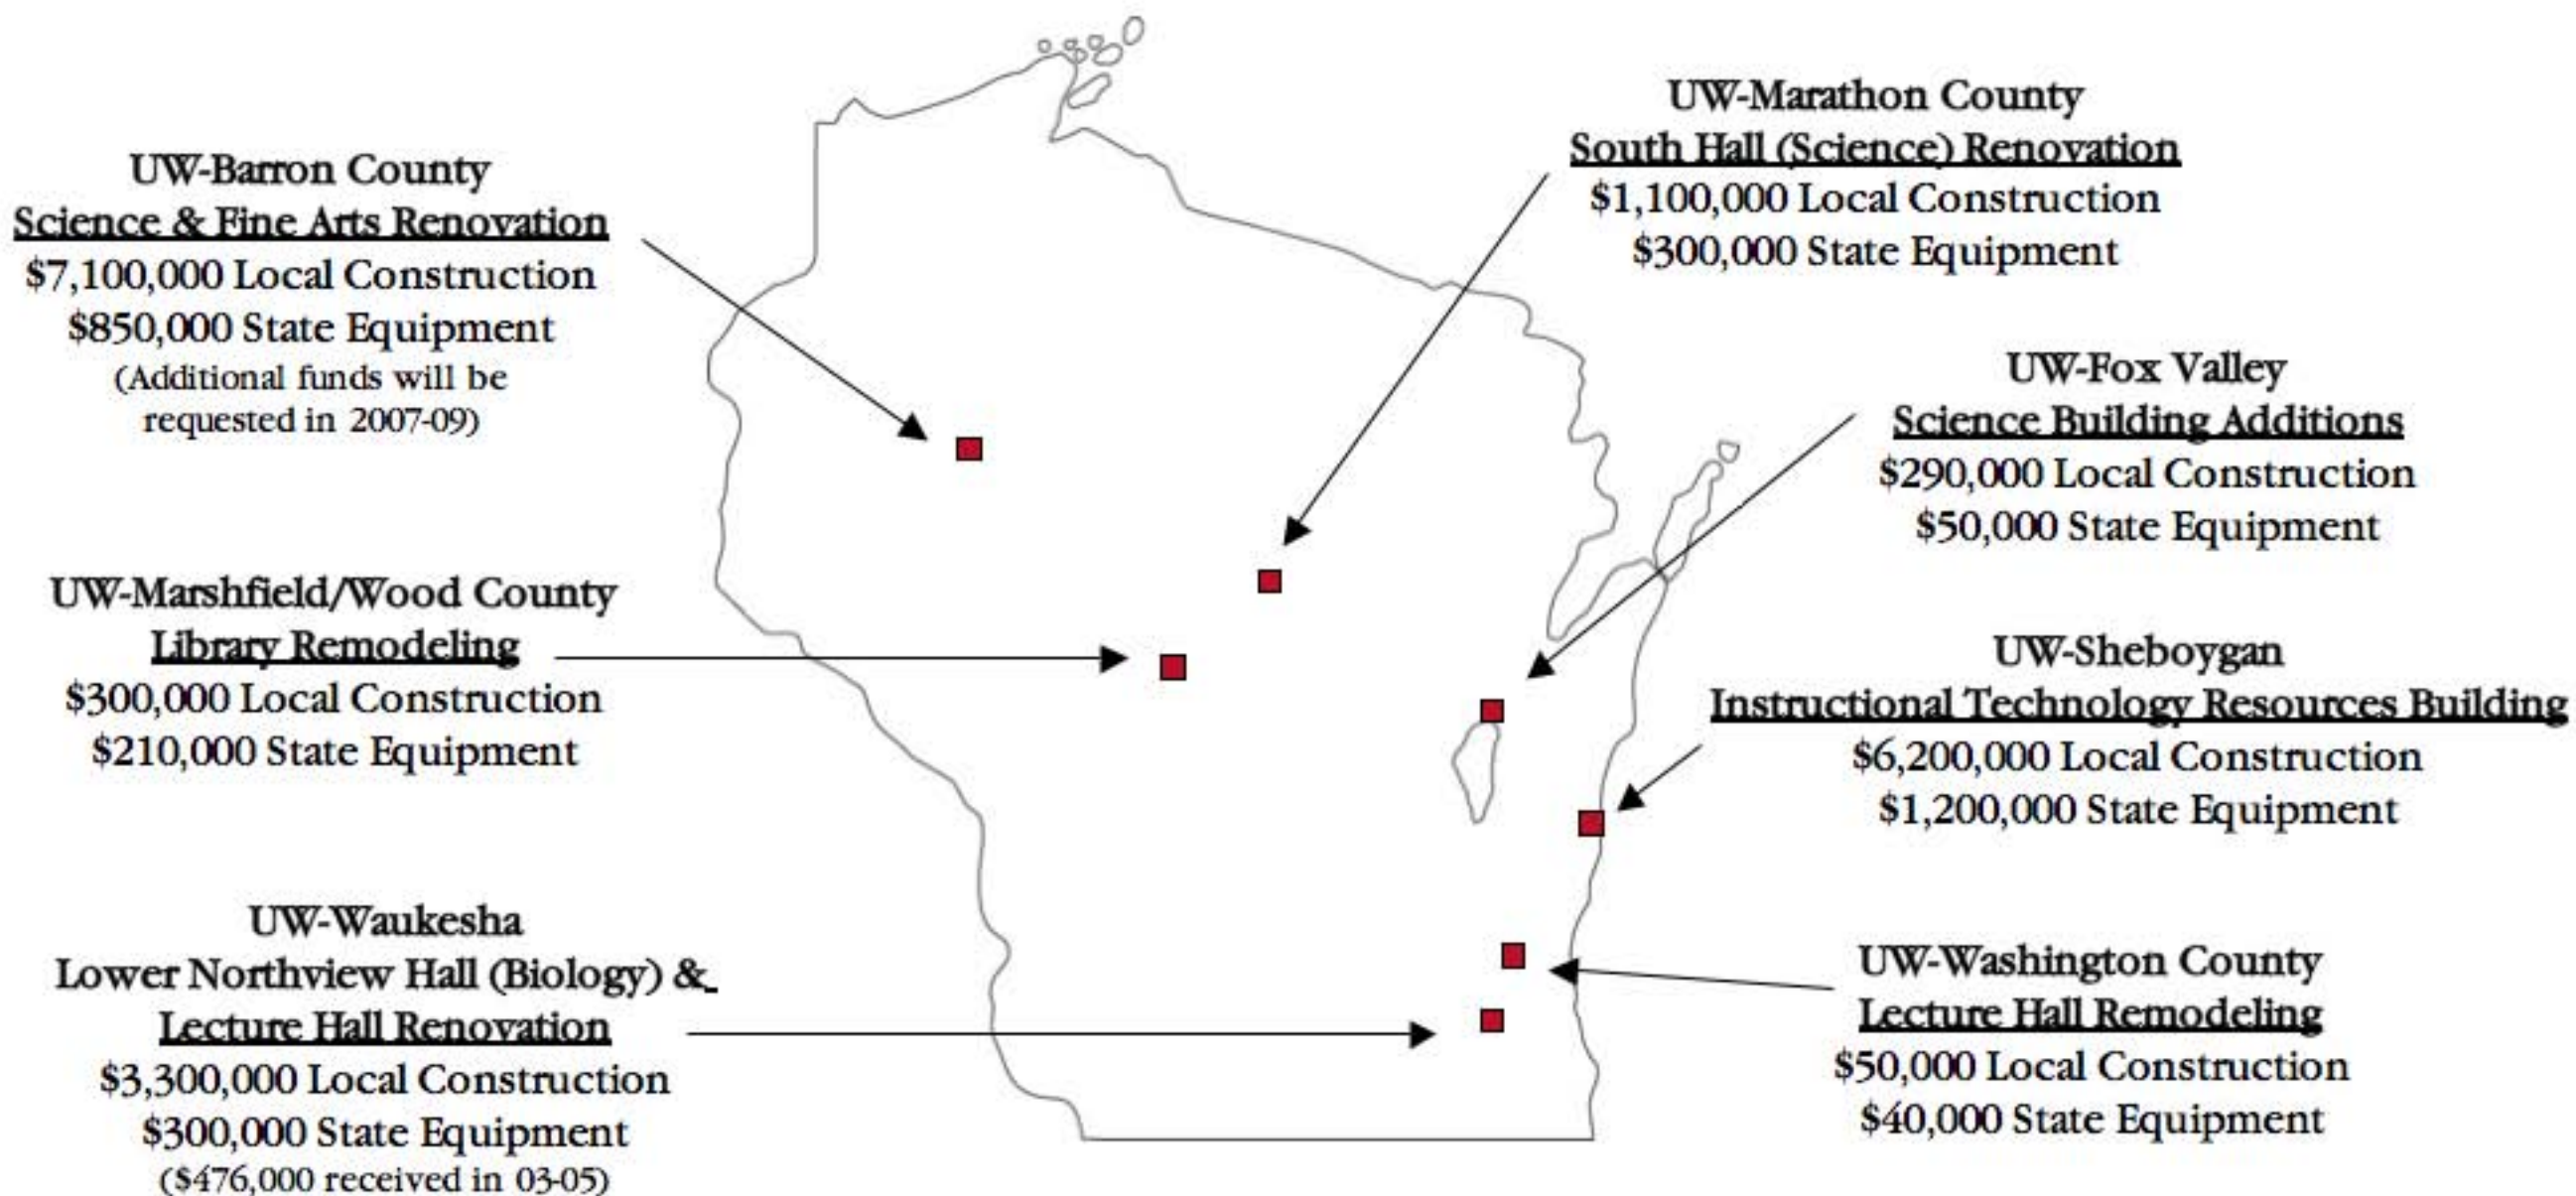 UW-Barron County
Science & Fine Arts Renovation
$7,100,000 Local Construction
$850,000 State Equipment
(Additional funds will be
requested in 2007-09)
UW-Marshfield/Wood County
Library Remodeling
$300,000 Local Construction
$210,000 State Equipment
UW-Waukesha
Lower Northview Hall (Biology) &
Lecture Hall Renovation
$3,300,000 Local Construction
$300,000 State Equipment
($476,000 received in 03-05)
UW-Marathon County
South Hall (Science) Renovation
$1,100,000 Local Construction
$300,000 State Equipment
UW-Fox Valley
Science Building Additions
$290,000 Local Construction
$50,000 State Equipment
UW-Sheboygan
Instructional Technology Resources Building
$6,200,000 Local Construction
$1,200,000 State Equipment
UW-Washington County
Lecture Hall Remodeling
$50,000 Local Construction
$40,000 State Equipment